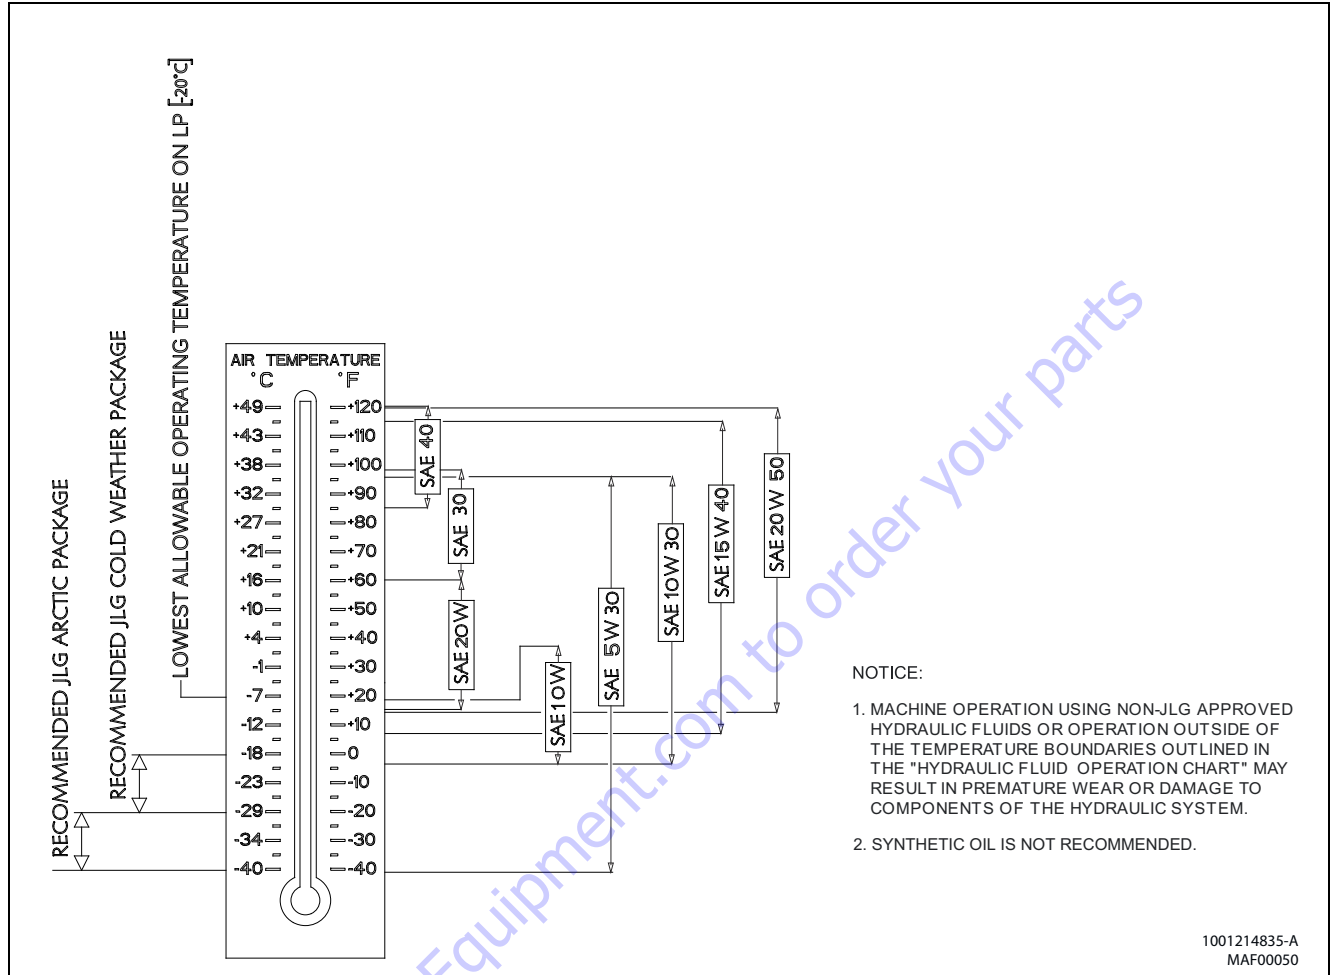 LOWEST ALLOWABLE OPERATING TEMPERATURE ON LP [-20°C]
RECOMMENDED JLG COLD WEATHER PACKAGE
RECOMMENDED JLG ARCTIC PACKAGE
AIR TEMPERATURE
°C °F
+49 +120
+43 +110
+38 +100
+32 +90
+27 +80
+21 +70
+16 +60
+10 +50
+4 +40
-1 +30
-7 +20
-12 +10
-18 0
-23 -10
-29 -20
-34 -30
-40 -40
SAE 40
SAE 30
SAE 20W
SAE 10W
SAE 5W 30
SAE 10W 30
SAE 15W 40
SAE 20W 50
NOTICE:
1. MACHINE OPERATION USING NON-JLG APPROVED
HYDRAULIC FLUIDS OR OPERATION OUTSIDE OF
THE TEMPERATURE BOUNDARIES OUTLINED IN
THE "HYDRAULIC FLUID OPERATION CHART" MAY
RESULT IN PREMATURE WEAR OR DAMAGE TO
COMPONENTS OF THE HYDRAULIC SYSTEM.
2. SYNTHETIC OIL IS NOT RECOMMENDED.
1001214835-A
MAF00050
Equipment.com to order your parts